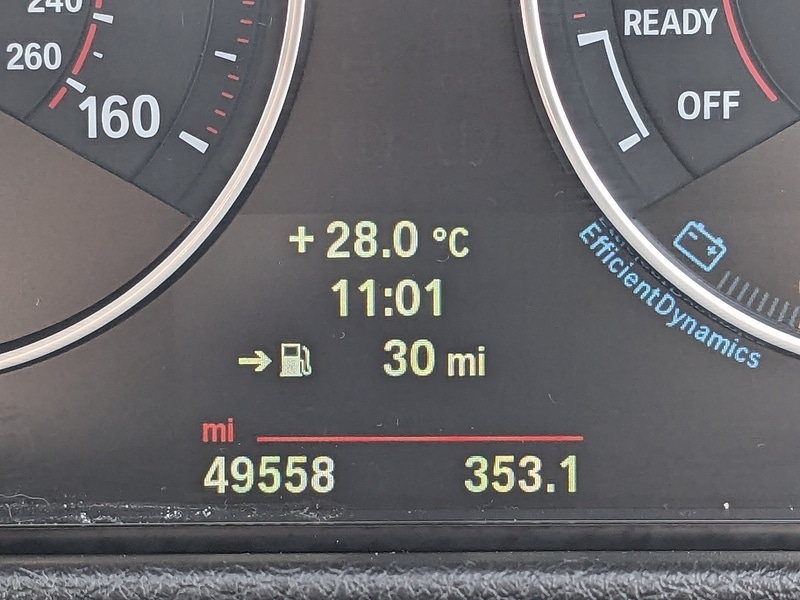 240
260
160
READY
OFF
+ 28.0 °C
11:01
→ 30 mi
EfficientDynamics
mi
49558 353.1